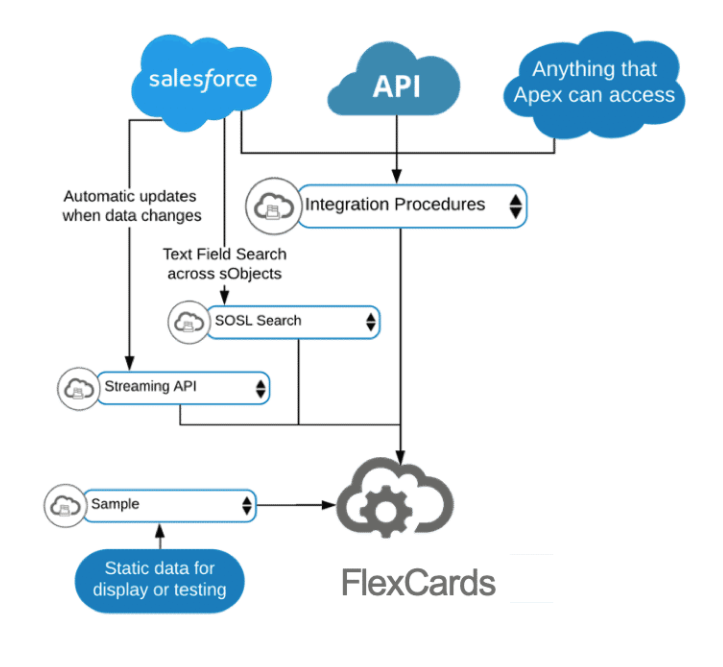 salesforce
API
Anything that
Apex can access
Automatic updates
when data changes
Integration Procedures
Text Field Search
across sObjects
SOSL Search
Streaming API
Sample
Static data for
display or testing
FlexCards